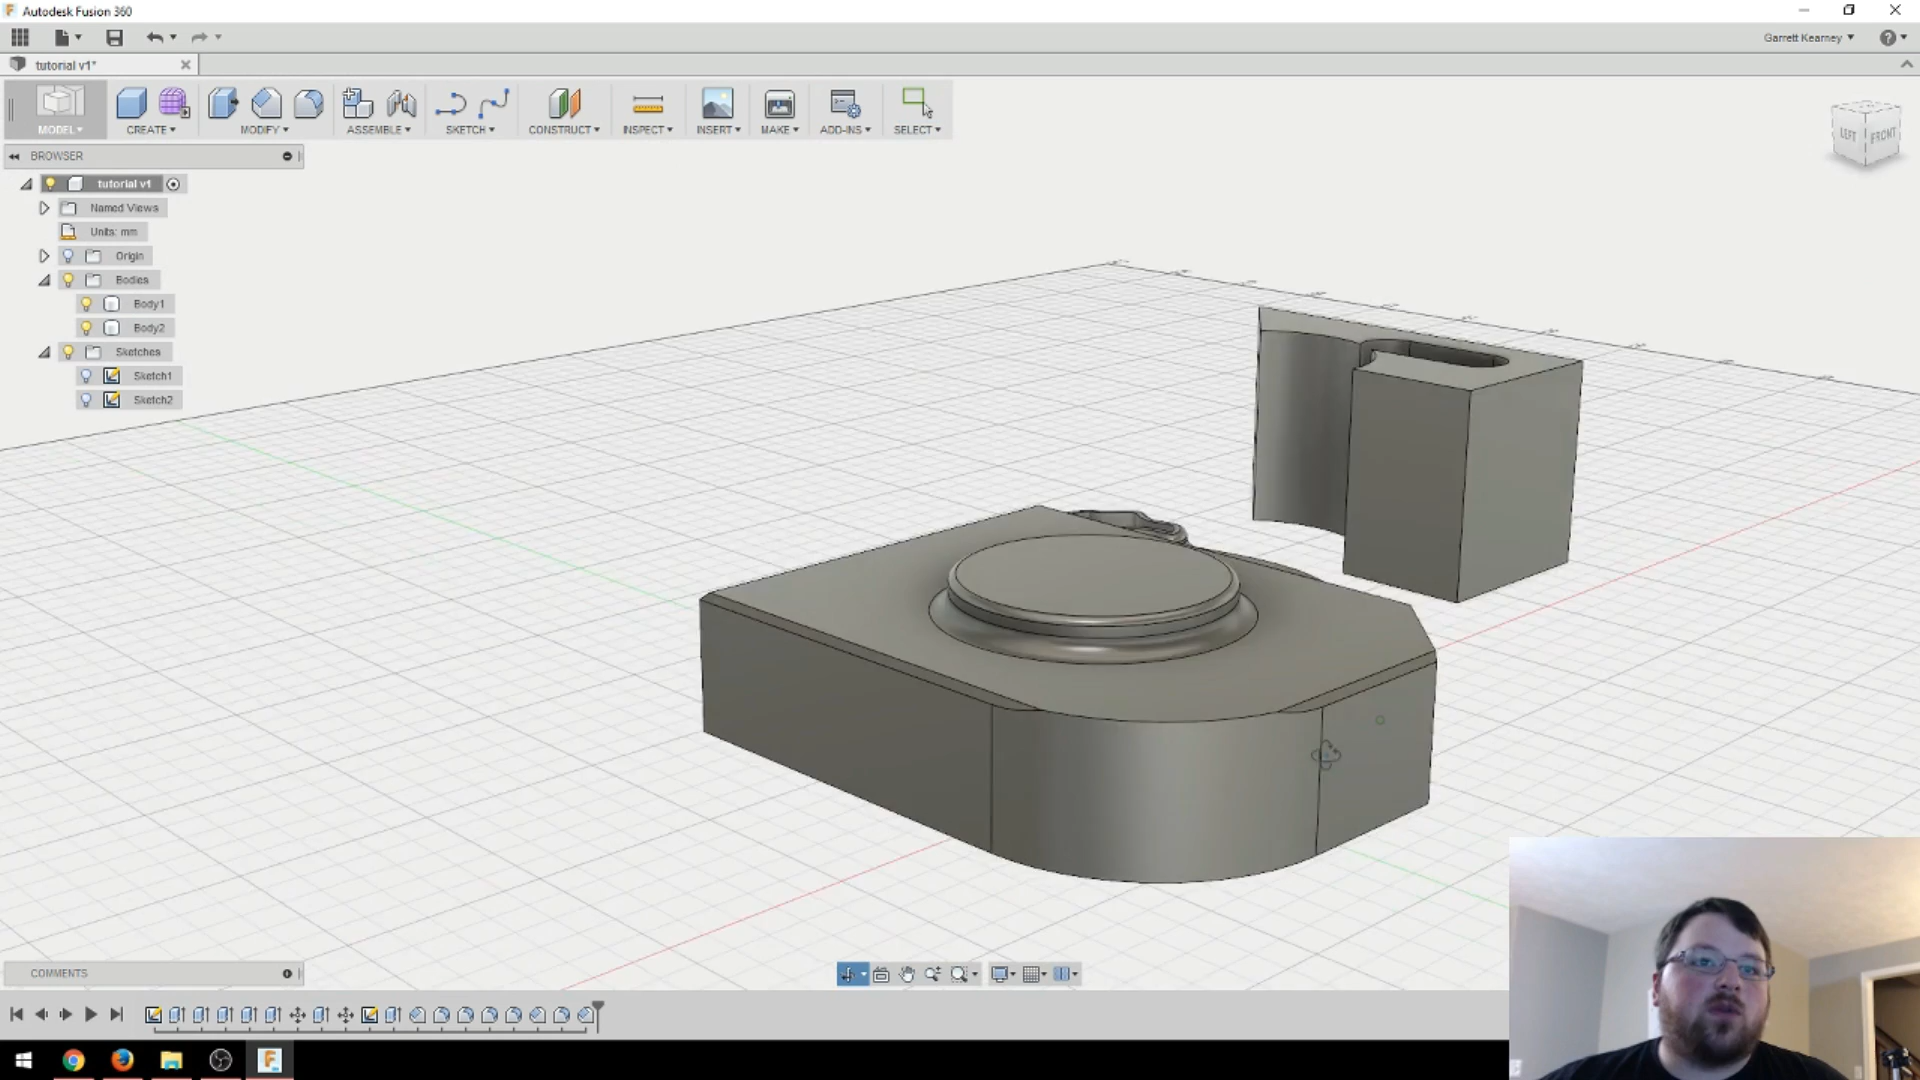 Autodesk Fusion 360
Garrett Kearney
tutorial v1*
MODEL
CREATE
MODIFY
ASSEMBLE
SKETCH
CONSTRUCT
INSPECT
INSERT
MAKE
ADD-INS
SELECT
LEFT
FRONT
BROWSER
tutorial v1
Named Views
Units: mm
Origin
Bodies
Body1
Body2
Sketches
Sketch1
Sketch2
COMMENTS